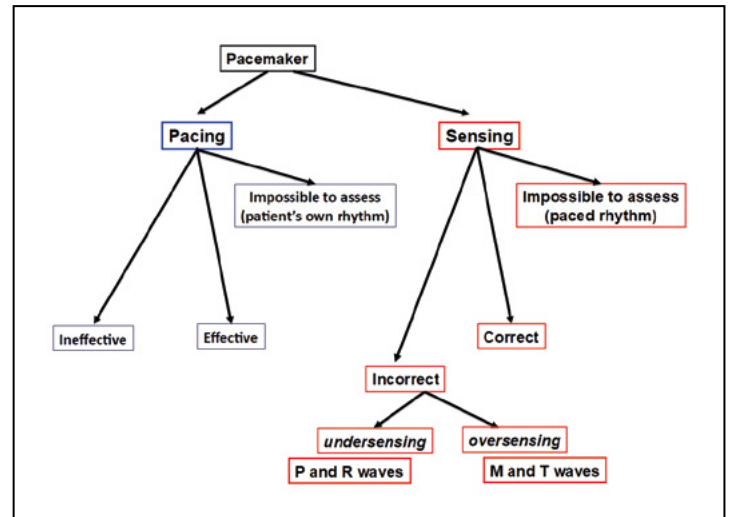 Pacemaker
Pacing
Sensing
Impossible to assess
(patient's own rhythm)
Impossible to assess
(paced rhythm)
Ineffective
Effective
Correct
Incorrect
undersensing
oversensing
P and R waves
M and T waves